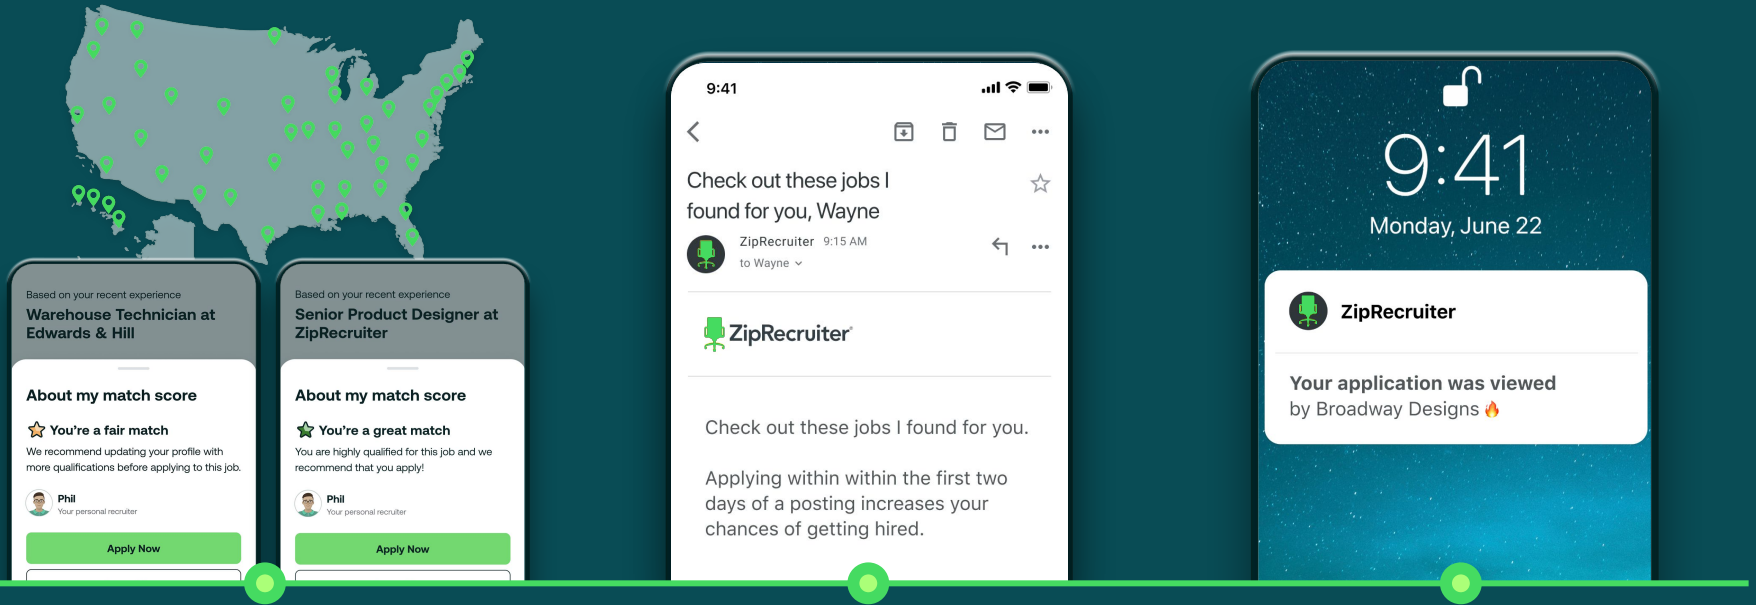 Based on your recent experience
Warehouse Technician at
Edwards & Hill
About my match score
You're a fair match
We recommend updating your profile with
more qualifications before applying to this job.
Phil
Your personal recruiter
Apply Now
Based on your recent experience
Senior Product Designer at
ZipRecruiter
About my match score
You're a great match
You are highly qualified for this job and we
recommend that you apply!
Phil
Your personal recruiter
Apply Now
9:41
Check out these jobs I
found for you, Wayne
ZipRecruiter 9:15 AM
to Wayne
ZipRecruiter
Check out these jobs I found for you.
Applying within within the first two
days of a posting increases your
chances of getting hired.
9:41
Monday, June 22
ZipRecruiter
Your application was viewed
by Broadway Designs 🔥